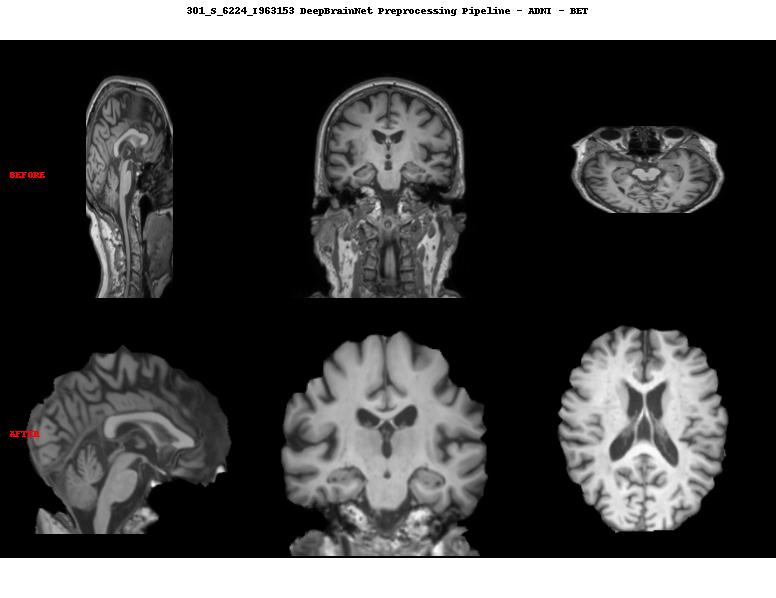 301_S_6224_I963153 DeepBrainNet Preprocessing Pipeline - ADNI - BET
BEFORE
AFTER